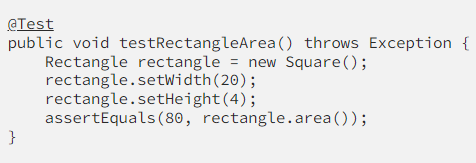 @Test
public void testRectangleArea() throws Exception {
    Rectangle rectangle = new Square();
    rectangle.setWidth(20);
    rectangle.setHeight(4);
    assertEquals(80, rectangle.area());
}